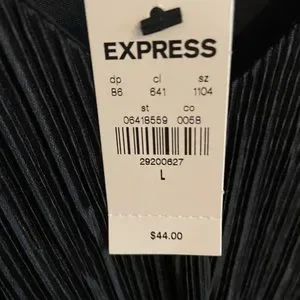 EXPRESS
dp cl sz
B6 641 1104
st co
06418559 0058
29200627
L
$44.00